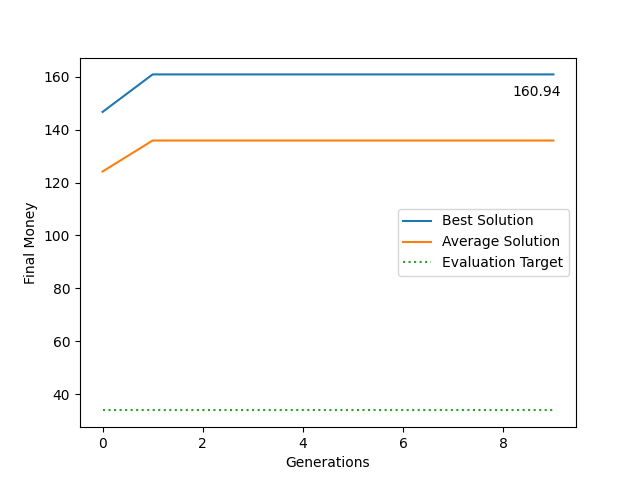 160
140
120
100
80
60
40
Final Money
160.94
Best Solution
Average Solution
Evaluation Target
0 2 4 6 8
Generations